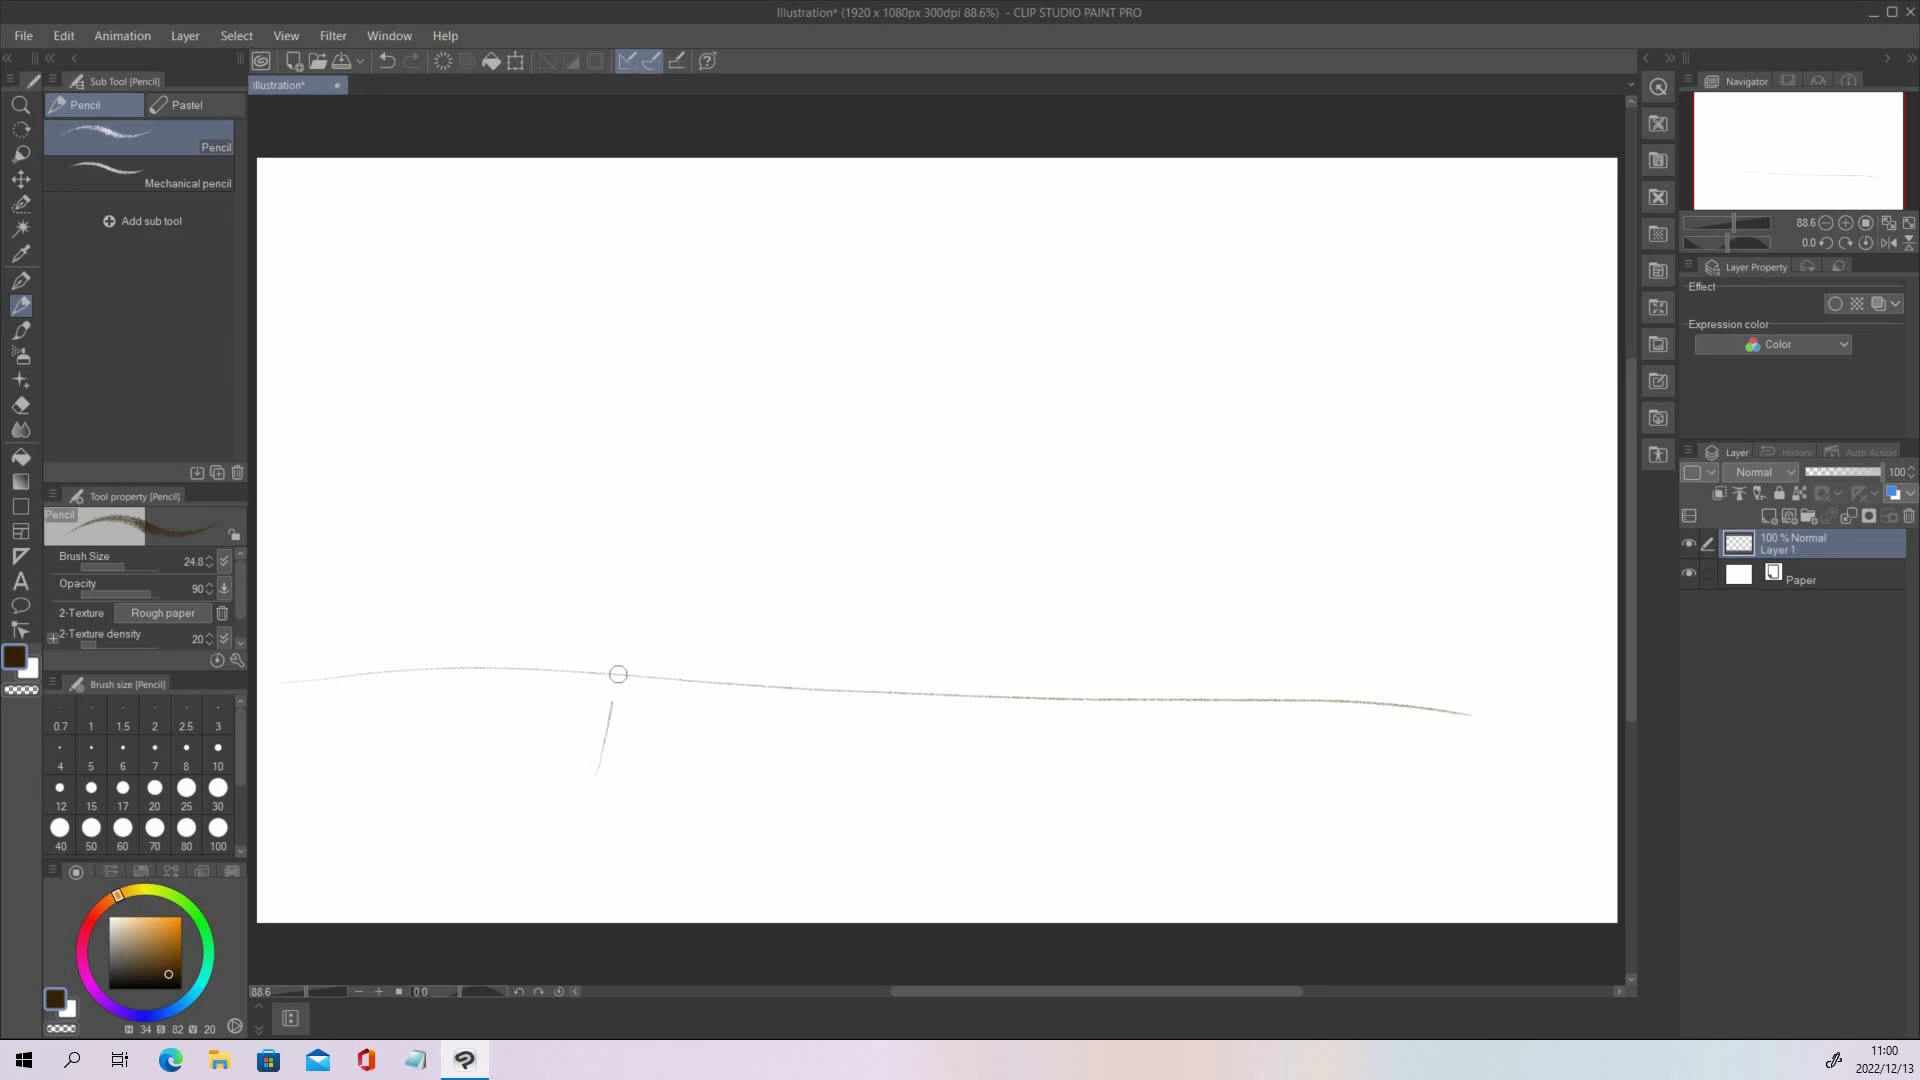 Illustration* (1920 x 1080px 300dpi 88.6%) - CLIP STUDIO PAINT PRO
File Edit Animation Layer Select View Filter Window Help
Sub Tool [Pencil]
Pencil Pastel
Pencil
Mechanical pencil
Add sub tool
Illustration*
Tool property [Pencil]
Pencil
Brush Size 24.8
Opacity 90
2-Texture Rough paper
2-Texture density 20
Brush size [Pencil]
0.7 1 1.5 2 2.5 3
4 5 6 7 8 10
12 15 17 20 25 30
40 50 60 70 80 100
H 34 S 82 V 20
88.6 0.0
Navigator
88.6
0.0
Layer Property
Effect
Expression color
Color
Layer History Auto Action
Normal 100
100 % Normal
Layer 1
Paper
11:00
2022/12/13